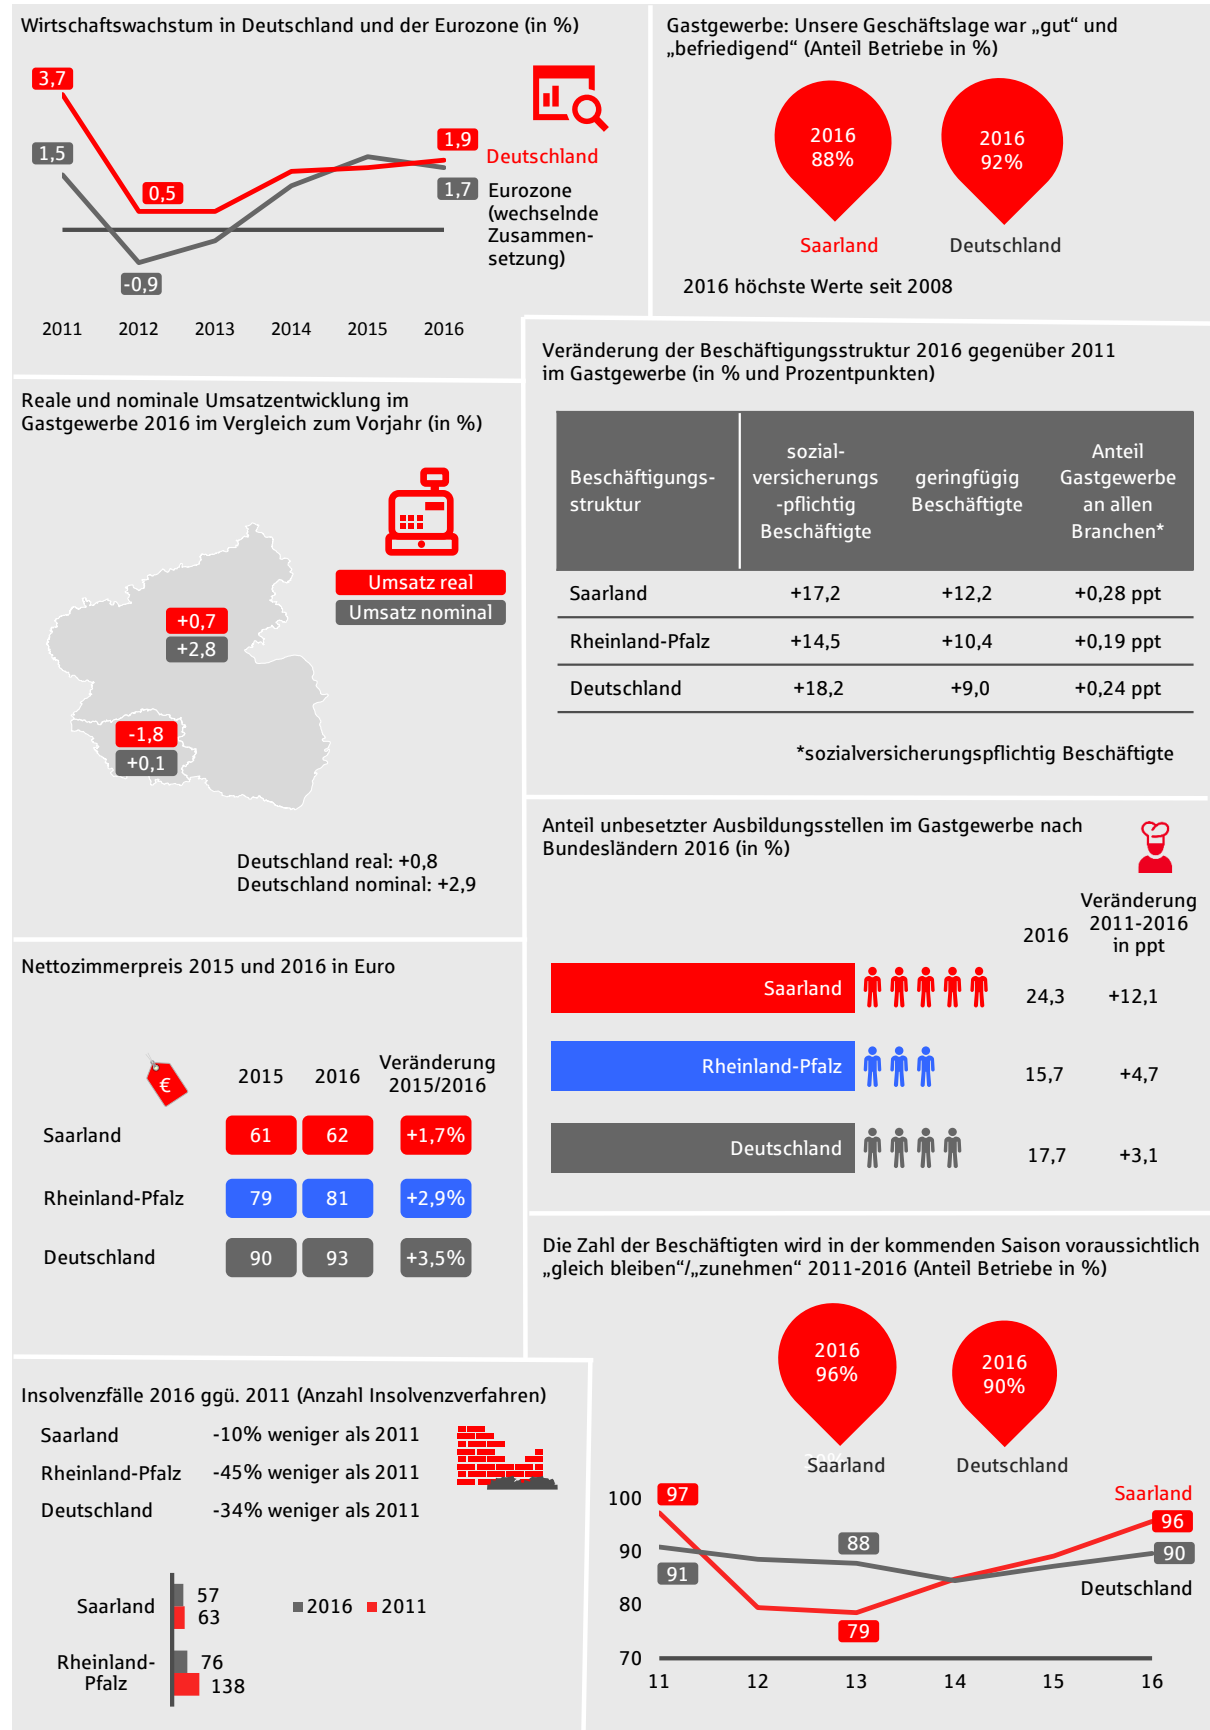 Wirtschaftswachstum in Deutschland und der Eurozone (in %)
3,7
1,5
0,5
-0,9
1,9
Deutschland
1,7
Eurozone
(wechselnde
Zusammen-
setzung)
2011 2012 2013 2014 2015 2016
Gastgewerbe: Unsere Geschäftslage war „gut“ und
„befriedigend“ (Anteil Betriebe in %)
2016
88%
2016
92%
Saarland
Deutschland
2016 höchste Werte seit 2008
Reale und nominale Umsatzentwicklung im
Gastgewerbe 2016 im Vergleich zum Vorjahr (in %)
Umsatz real
Umsatz nominal
+0,7
+2,8
-1,8
+0,1
Deutschland real: +0,8
Deutschland nominal: +2,9
Veränderung der Beschäftigungsstruktur 2016 gegenüber 2011
im Gastgewerbe (in % und Prozentpunkten)
Beschäftigungs-
struktur
sozial-
versicherungs
-pflichtig
Beschäftigte
geringfügig
Beschäftigte
Anteil
Gastgewerbe
an allen
Branchen*
Saarland +17,2 +12,2 +0,28 ppt
Rheinland-Pfalz +14,5 +10,4 +0,19 ppt
Deutschland +18,2 +9,0 +0,24 ppt
*sozialversicherungspflichtig Beschäftigte
Anteil unbesetzter Ausbildungsstellen im Gastgewerbe nach
Bundesländern 2016 (in %)
2016
Veränderung
2011-2016
in ppt
Saarland 24,3 +12,1
Rheinland-Pfalz 15,7 +4,7
Deutschland 17,7 +3,1
Nettozimmerpreis 2015 und 2016 in Euro
€
2015 2016
Veränderung
2015/2016
Saarland 61 62 +1,7%
Rheinland-Pfalz 79 81 +2,9%
Deutschland 90 93 +3,5%
Die Zahl der Beschäftigten wird in der kommenden Saison voraussichtlich
„gleich bleiben“/„zunehmen“ 2011-2016 (Anteil Betriebe in %)
2016
96%
2016
90%
Saarland
Deutschland
100
90
80
70
97
91
88
79
Saarland
96
90
Deutschland
11 12 13 14 15 16
Insolvenzfälle 2016 ggü. 2011 (Anzahl Insolvenzverfahren)
Saarland -10% weniger als 2011
Rheinland-Pfalz -45% weniger als 2011
Deutschland -34% weniger als 2011
Saarland
57
63
2016 2011
Rheinland-
Pfalz
76
138